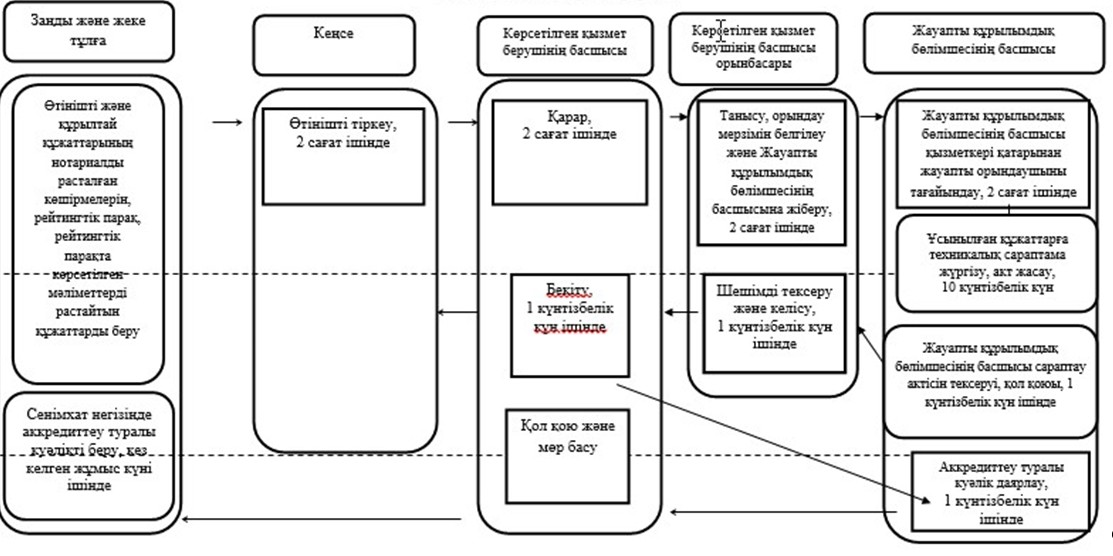 Заңды және жеке
тұлға
Кеңсе
Көрсетілген қызмет
берушінің басшысы
Көрсетілген қызмет
берушінің басшысы
орынбасары
Жауапты құрылымдық
бөлімшесінің басшысы
Өтінішті және
құрылтай
құжаттарының
нотариалды
расталған
көшірмелерін,
рейтингтік парақ,
рейтингтік
парақта
көрсетілген
мәліметтерді
растайтын
құжаттарды беру
Сенімхат негізінде
аккредиттеу туралы
куәлікті беру, кез
келген жұмыс күні
ішінде
Өтінішті тіркеу,
2 сағат ішінде
Қарар,
2 сағат ішінде
Бекіту,
1 күнтізбелік
күн ішінде
Қол қою және
мөр басу
Танысу, орындау
мерзімін белгілеу
және Жауапты
құрылымдық
бөлімшесінің
басшысына жіберу,
2 сағат ішінде
Шешімді тексеру
және келісу,
1 күнтізбелік күн
ішінде
Жауапты құрылымдық
бөлімшесінің басшысы
қызметкері қатарынан
жауапты орындаушыны
тағайындау, 2 сағат ішінде
Ұсынылған құжаттарға
техникалық сараптама
жүргізу, акт жасау,
10 күнтізбелік күн
Жауапты құрылымдық
бөлімшесінің басшысы сараптау
актісін тексеруі, қол қоюы, 1
күнтізбелік күн ішінде
Аккредиттеу туралы
куәлік даярлау,
1 күнтізбелік күн
ішінде